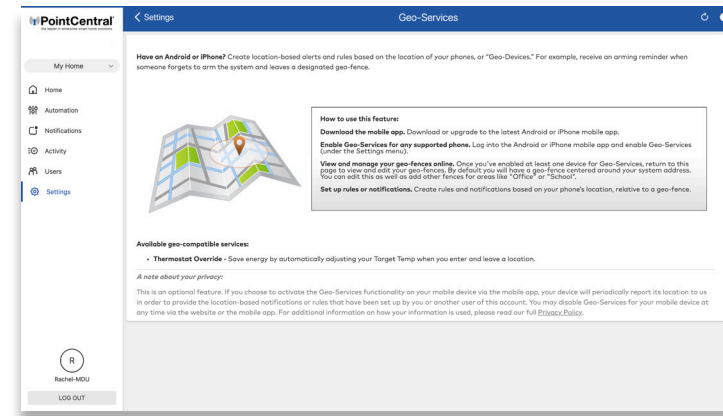 PointCentral
the leader in enterprise smart home solutions
Settings
Geo-Services
My Home
Home
Automation
Notifications
Activity
Users
Settings
Have an Android or iPhone? Create location-based alerts and rules based on the location of your phones, or "Geo-Devices." For example, receive an arming reminder when
someone forgets to arm the system and leaves a designated geo-fence.
How to use this feature:
Download the mobile app. Download or upgrade to the latest Android or iPhone mobile app.
Enable Geo-Services for any supported phone. Log into the Android or iPhone mobile app and enable Geo-Services
(under the Settings menu).
View and manage your geo-fences online. Once you've enabled at least one device for Geo-Services, return to this
page to view and edit your geo-fences. By default you will have a geo-fence centered around your system address.
You can edit this as well as add other fences for areas like "Office" or "School".
Set up rules or notifications. Create rules and notifications based on your phone's location, relative to a geo-fence.
Available geo-compatible services:
• Thermostat Override - Save energy by automatically adjusting your Target Temp when you enter and leave a location.
A note about your privacy:
This is an optional feature. If you choose to activate the Geo-Services functionality on your mobile device via the mobile app, your device will periodically report its location to us
in order to provide the location-based notifications or rules that have been set up by you or another user of this account. You may disable Geo-Services for your mobile device at
any time via the website or the mobile app. For additional information on how your information is used, please read our full Privacy Policy.
R
Rachel-MDU
LOG OUT